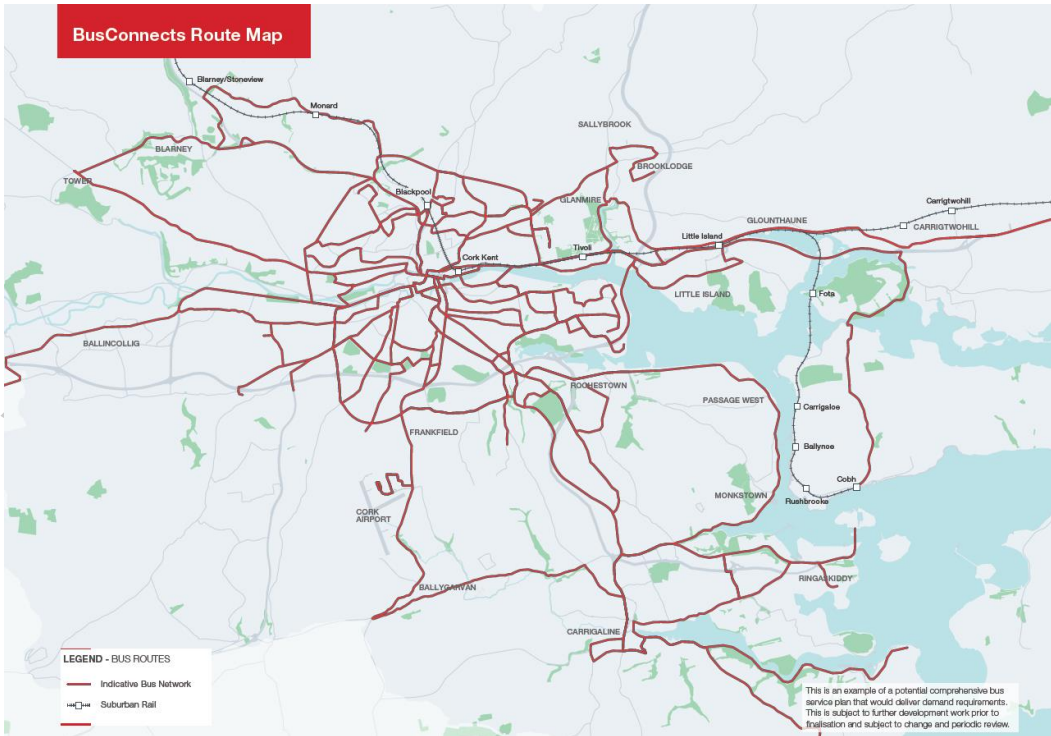 BusConnects Route Map
Blarney/Stoneview
Monard
SALLYBROOK
BLARNEY
BROOKLODGE
TOWER
Blackpool
GLANMIRE
Carrigtwohill
GLOUNTHAUNE
CARRIGTWOHILL
Little Island
Tivoli
Cork Kent
LITTLE ISLAND
Fota
BALLINCOLLIG
ROCHESTOWN
PASSAGE WEST
Carrigaloe
FRANKFIELD
Ballynoe
Cobh
MONKSTOWN
Rushbrooke
CORK
AIRPORT
RINGASKIDDY
BALLYGARVAN
CARRIGALINE
LEGEND - BUS ROUTES
Indicative Bus Network
Suburban Rail
This is an example of a potential comprehensive bus
service plan that would deliver demand requirements.
This is subject to further development work prior to
finalisation and subject to change and periodic review.